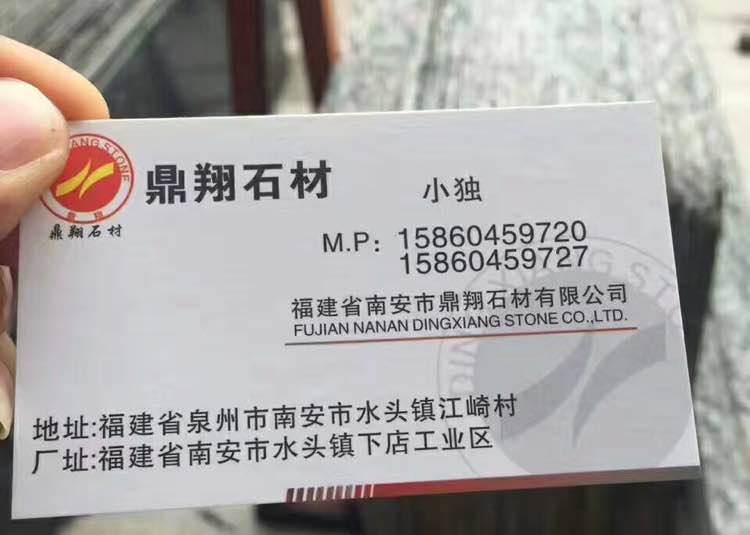 DINGXIANG STONE
鼎翔
鼎翔石材
鼎翔石材
小独
M.P: 15860459720
15860459727
福建省南安市鼎翔石材有限公司
FUJIAN NANAN DINGXIANG STONE CO.,LTD.
地址:福建省泉州市南安市水头镇江崎村
厂址:福建省南安市水头镇下店工业区